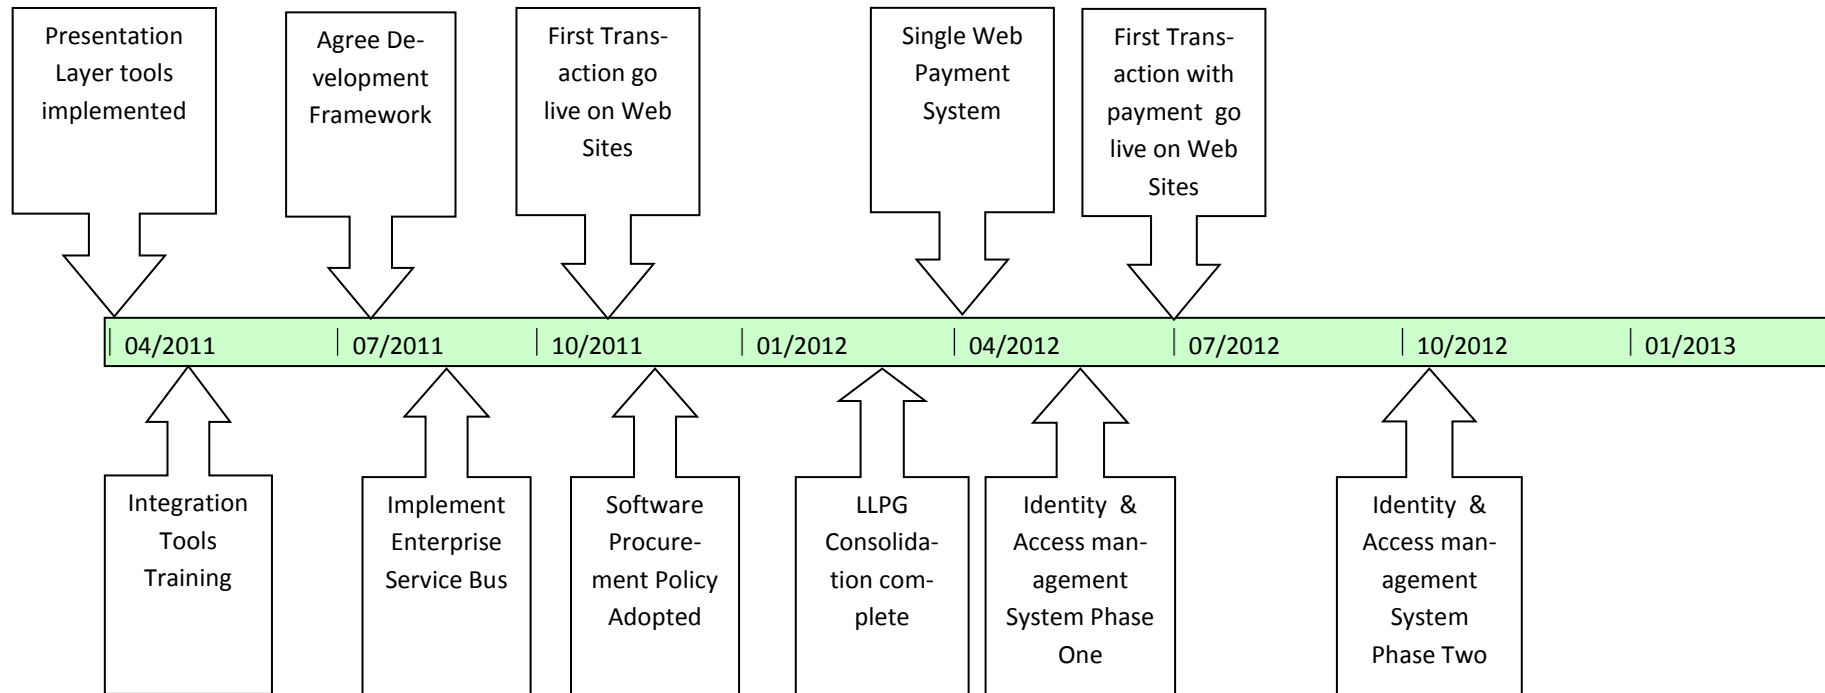 Presentation
Layer tools
implemented
Agree De-
velopment
Framework
First Trans-
action go
live on Web
Sites
Single Web
Payment
System
First Trans-
action with
payment go
live on Web
Sites
04/2011
07/2011
10/2011
01/2012
04/2012
07/2012
10/2012
01/2013
Integration
Tools
Training
Implement
Enterprise
Service Bus
Software
Procure-
ment Policy
Adopted
LLPG
Consolida-
tion com-
plete
Identity &
Access man-
agement
System Phase
One
Identity &
Access man-
agement
System
Phase Two